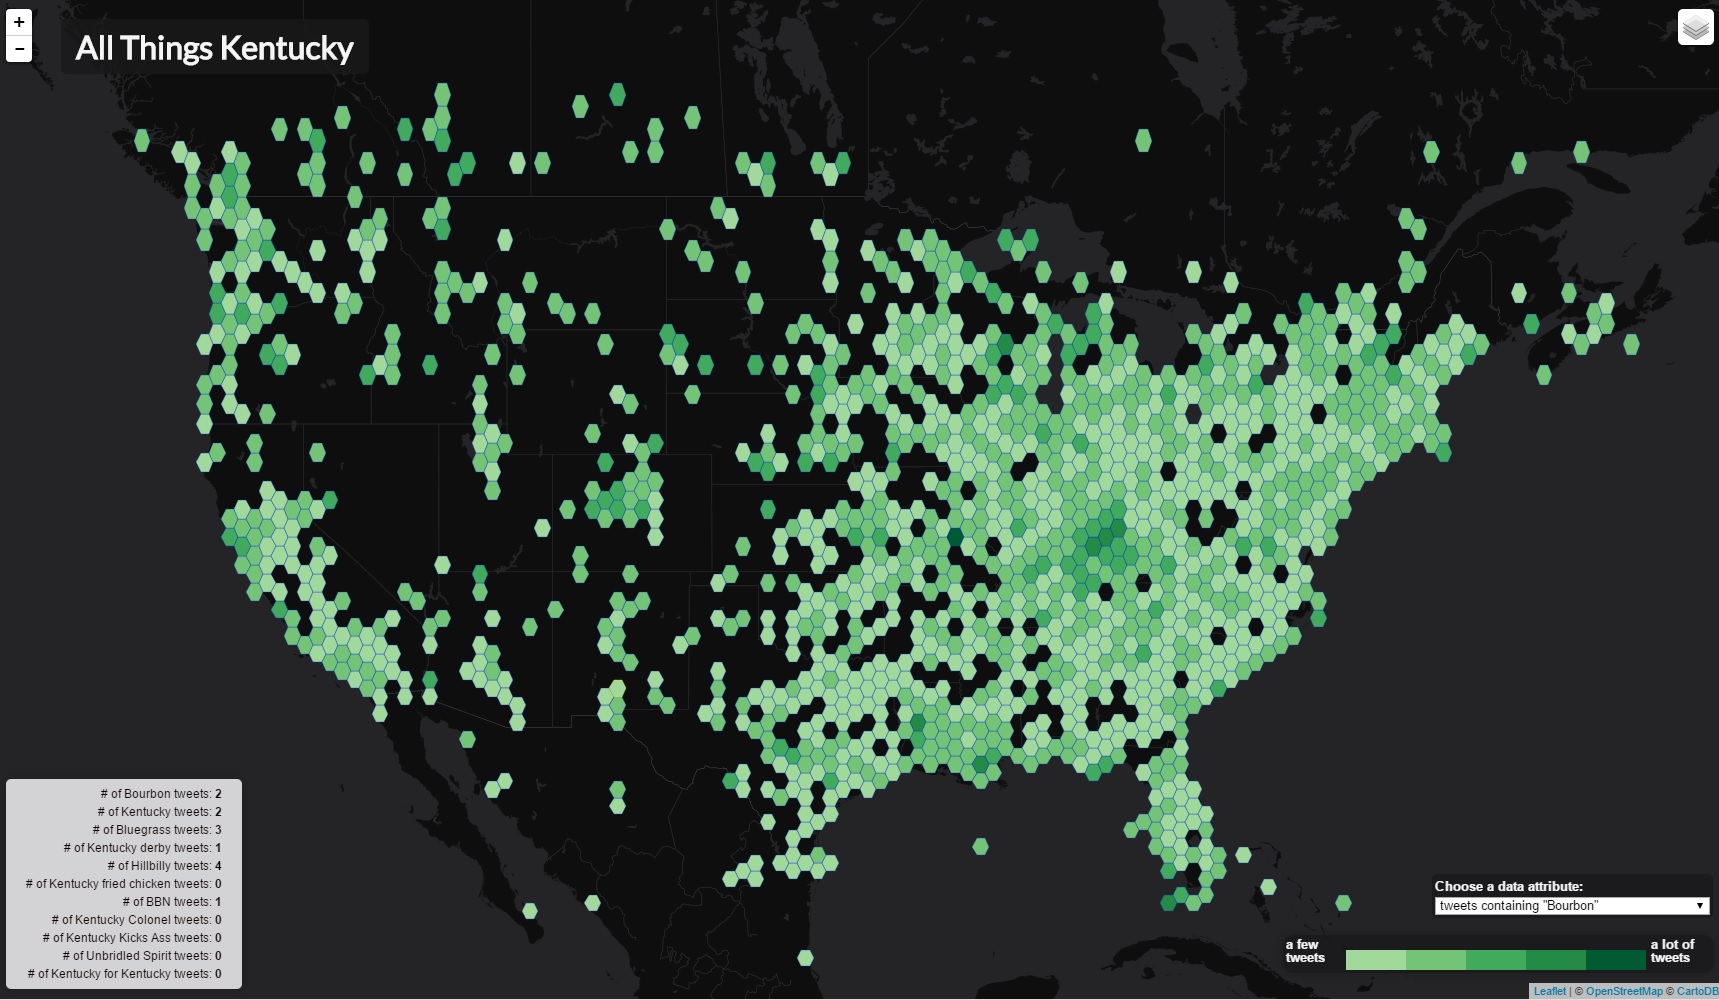 +
−
All Things Kentucky
# of Bourbon tweets: 2
# of Kentucky tweets: 2
# of Bluegrass tweets: 3
# of Kentucky derby tweets: 1
# of Hillbilly tweets: 4
# of Kentucky fried chicken tweets: 0
# of BBN tweets: 1
# of Kentucky Colonel tweets: 0
# of Kentucky Kicks Ass tweets: 0
# of Unbridled Spirit tweets: 0
# of Kentucky for Kentucky tweets: 0
Choose a data attribute:
tweets containing "Bourbon"
a few
tweets
a lot of
tweets
Leaflet | © OpenStreetMap © CartoDB